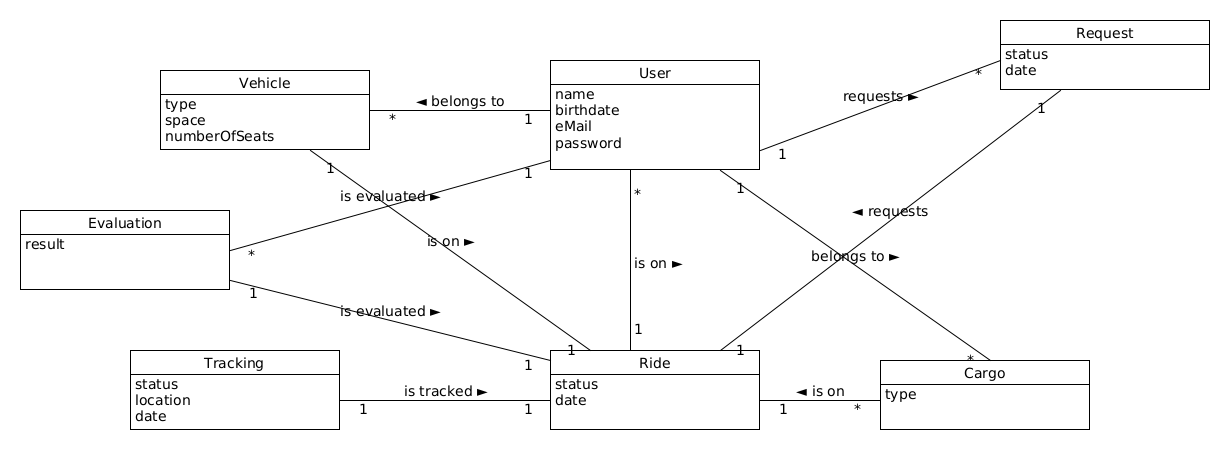 Request
status
date
User
name
birthdate
eMail
password
Vehicle
type
space
numberOfSeats
◄ belongs to
*
1
requests ►
*
1
1
1
1
is evaluated ►
*
1
*
◄ requests
Evaluation
result
is on ►
belongs to ►
is on ►
1
is evaluated ►
1
1
1
1
*
Ride
status
date
Tracking
status
location
date
is tracked ►
1
1
◄ is on
1
*
Cargo
type